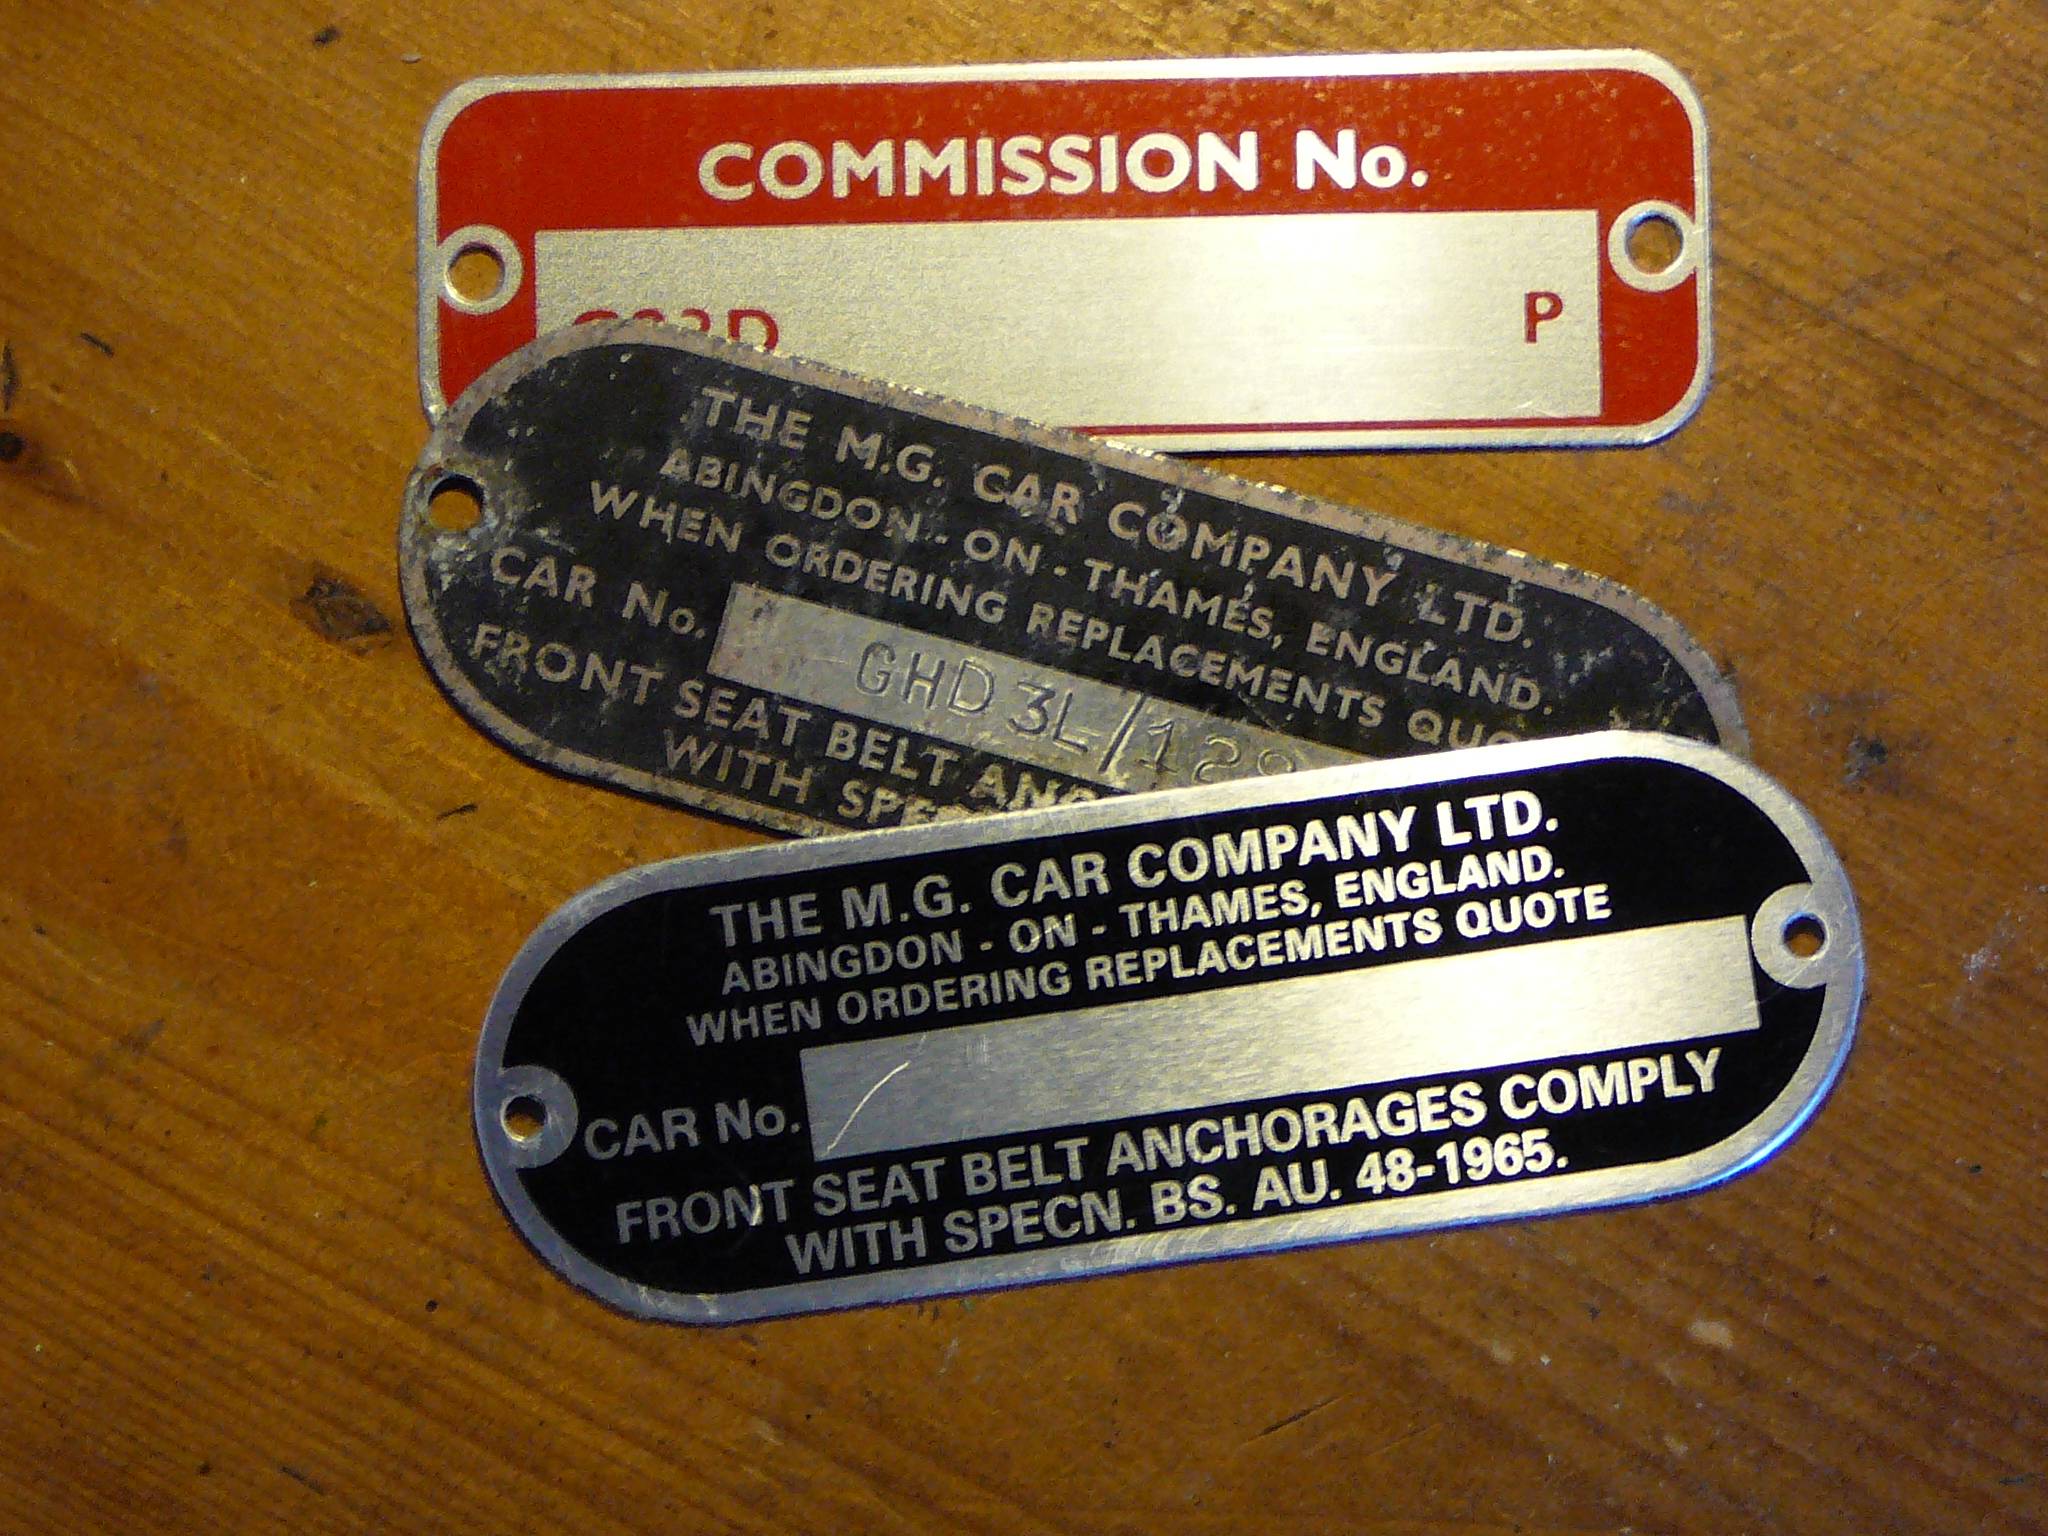 COMMISSION No.
P
THE M.G. CAR COMPANY LTD.
ABINGDON - ON - THAMES, ENGLAND.
WHEN ORDERING REPLACEMENTS
CAR No. GHD 3L/129
FRONT SEAT BELT
WITH
THE M.G. CAR COMPANY LTD.
ABINGDON - ON - THAMES, ENGLAND.
WHEN ORDERING REPLACEMENTS QUOTE
CAR No.
FRONT SEAT BELT ANCHORAGES COMPLY
WITH SPECN. BS. AU. 48-1965.